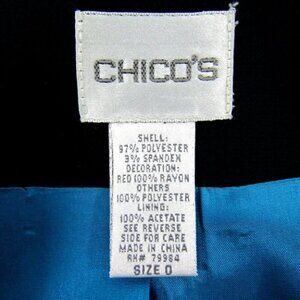 CHICO'S
SHELL:
97% POLYESTER
3% SPANDEX
DECORATION:
RED 100% RAYON
OTHERS
100% POLYESTER
LINING:
100% ACETATE
SEE REVERSE
SIDE FOR CARE
MADE IN CHINA
RN# 79984
SIZE 0